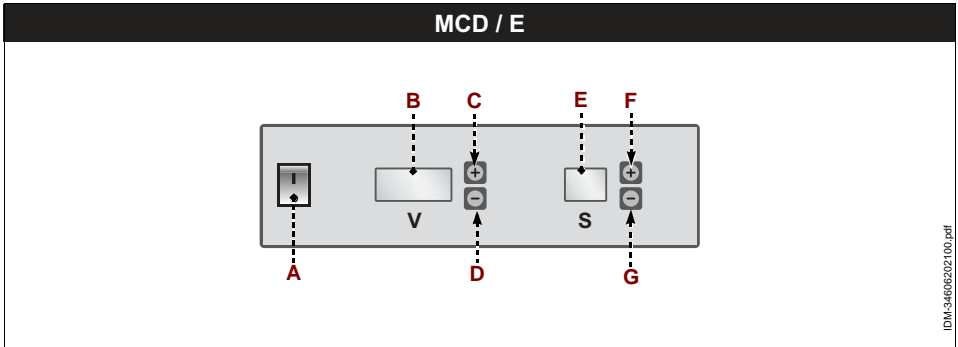 MCD / E
B C E F
I + +
- -
V S
A D G
IDM-34606202100.pdf